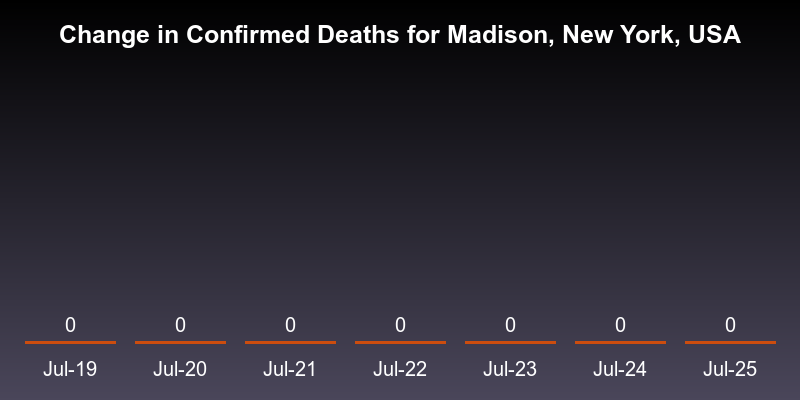 Change in Confirmed Deaths for Madison, New York, USA
0 0 0 0 0 0 0
Jul-19 Jul-20 Jul-21 Jul-22 Jul-23 Jul-24 Jul-25